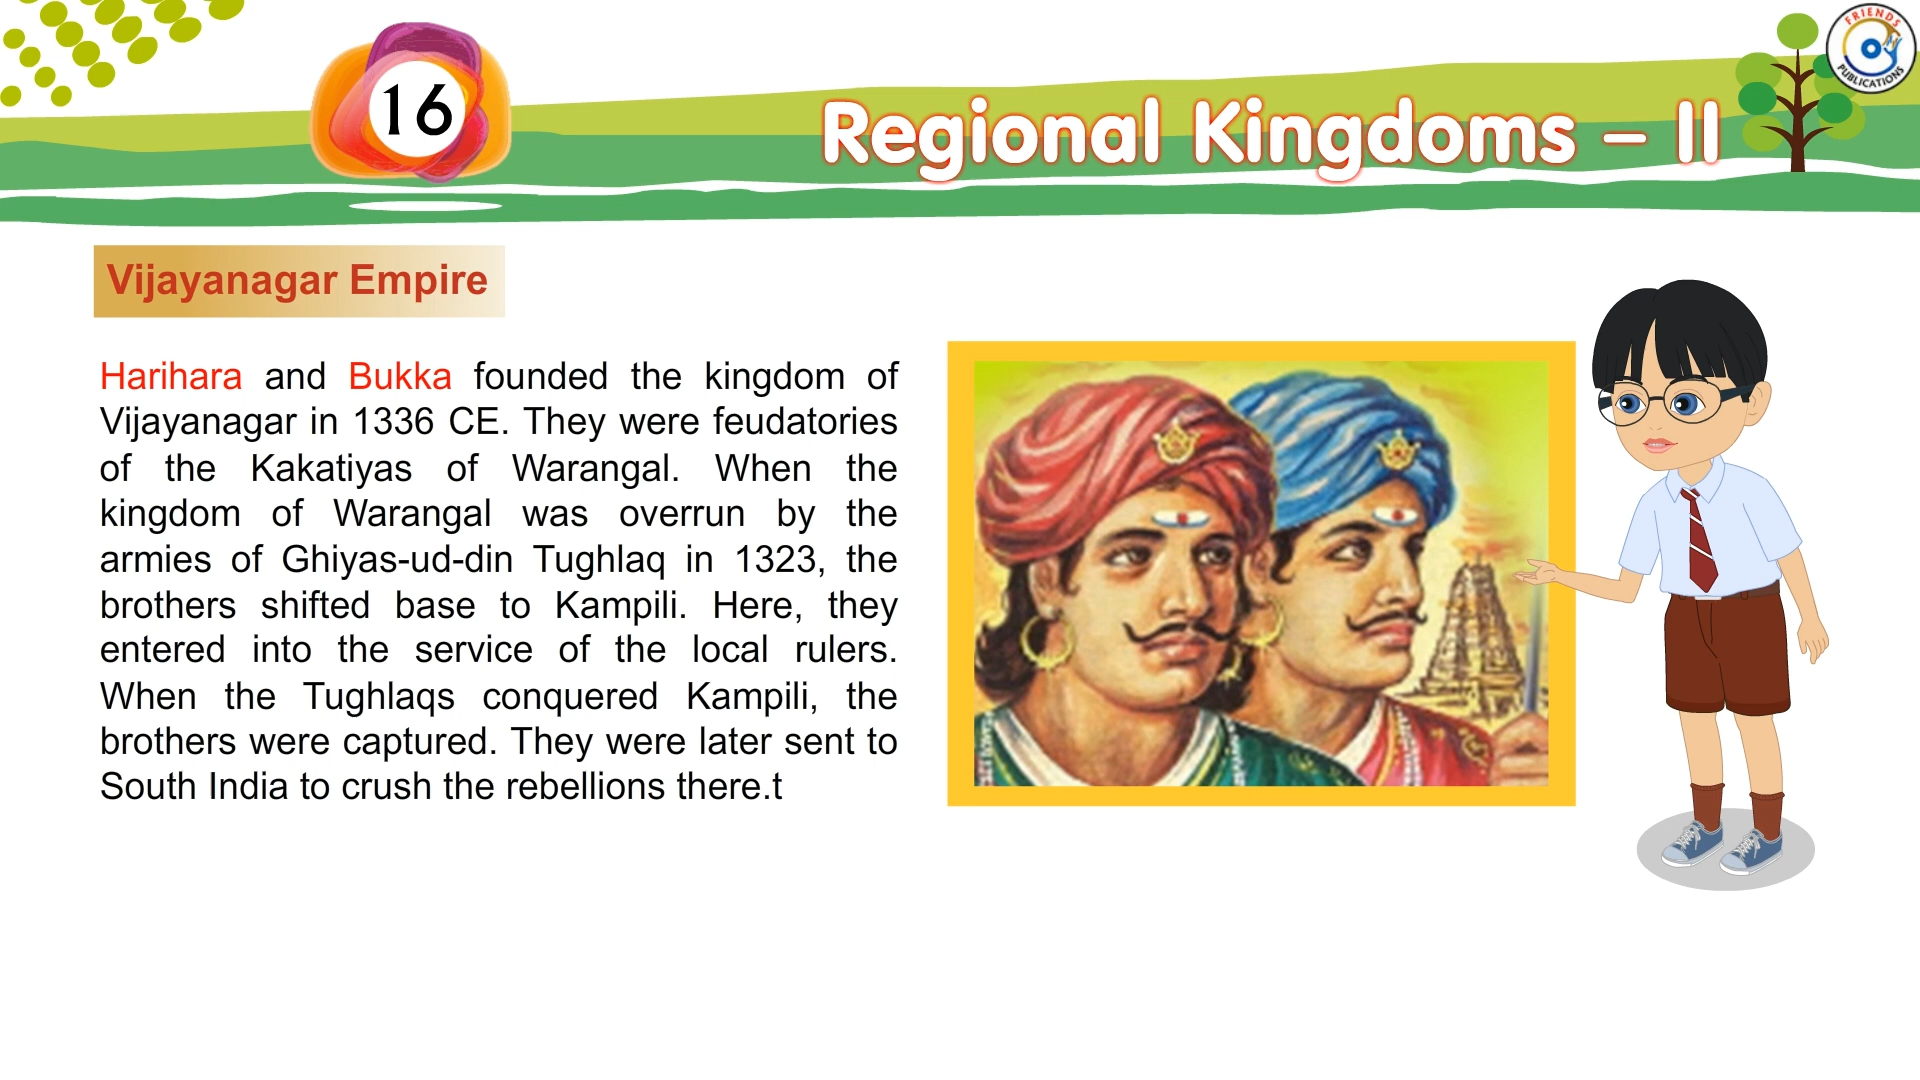 16
Regional Kingdoms – II
FRIENDS
PUBLICATIONS
Vijayanagar Empire
Harihara and Bukka founded the kingdom of
Vijayanagar in 1336 CE. They were feudatories
of the Kakatiyas of Warangal. When the
kingdom of Warangal was overrun by the
armies of Ghiyas-ud-din Tughlaq in 1323, the
brothers shifted base to Kampili. Here, they
entered into the service of the local rulers.
When the Tughlaqs conquered Kampili, the
brothers were captured. They were later sent to
South India to crush the rebellions there.t